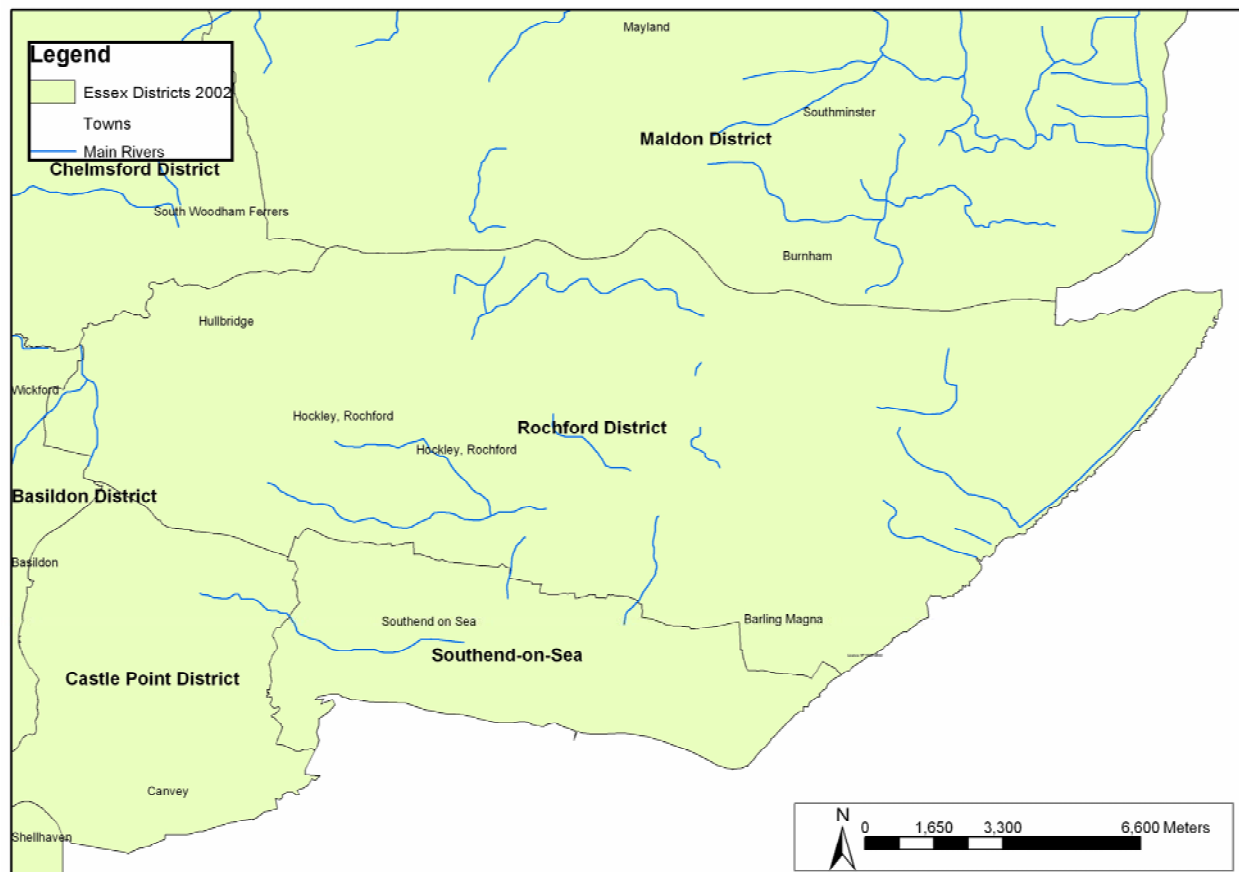 Mayland
Legend
Essex Districts 2002
Towns
Main Rivers
Southminster
Maldon District
Chelmsford District
South Woodham Ferrers
Burnham
Hullbridge
Wickford
Hockley, Rochford
Rochford District
Hockley, Rochford
Basildon District
Basildon
Southend on Sea
Barling Magna
Southend-on-Sea
Castle Point District
Canvey
Shellhaven
N
0 1,650 3,300 6,600 Meters